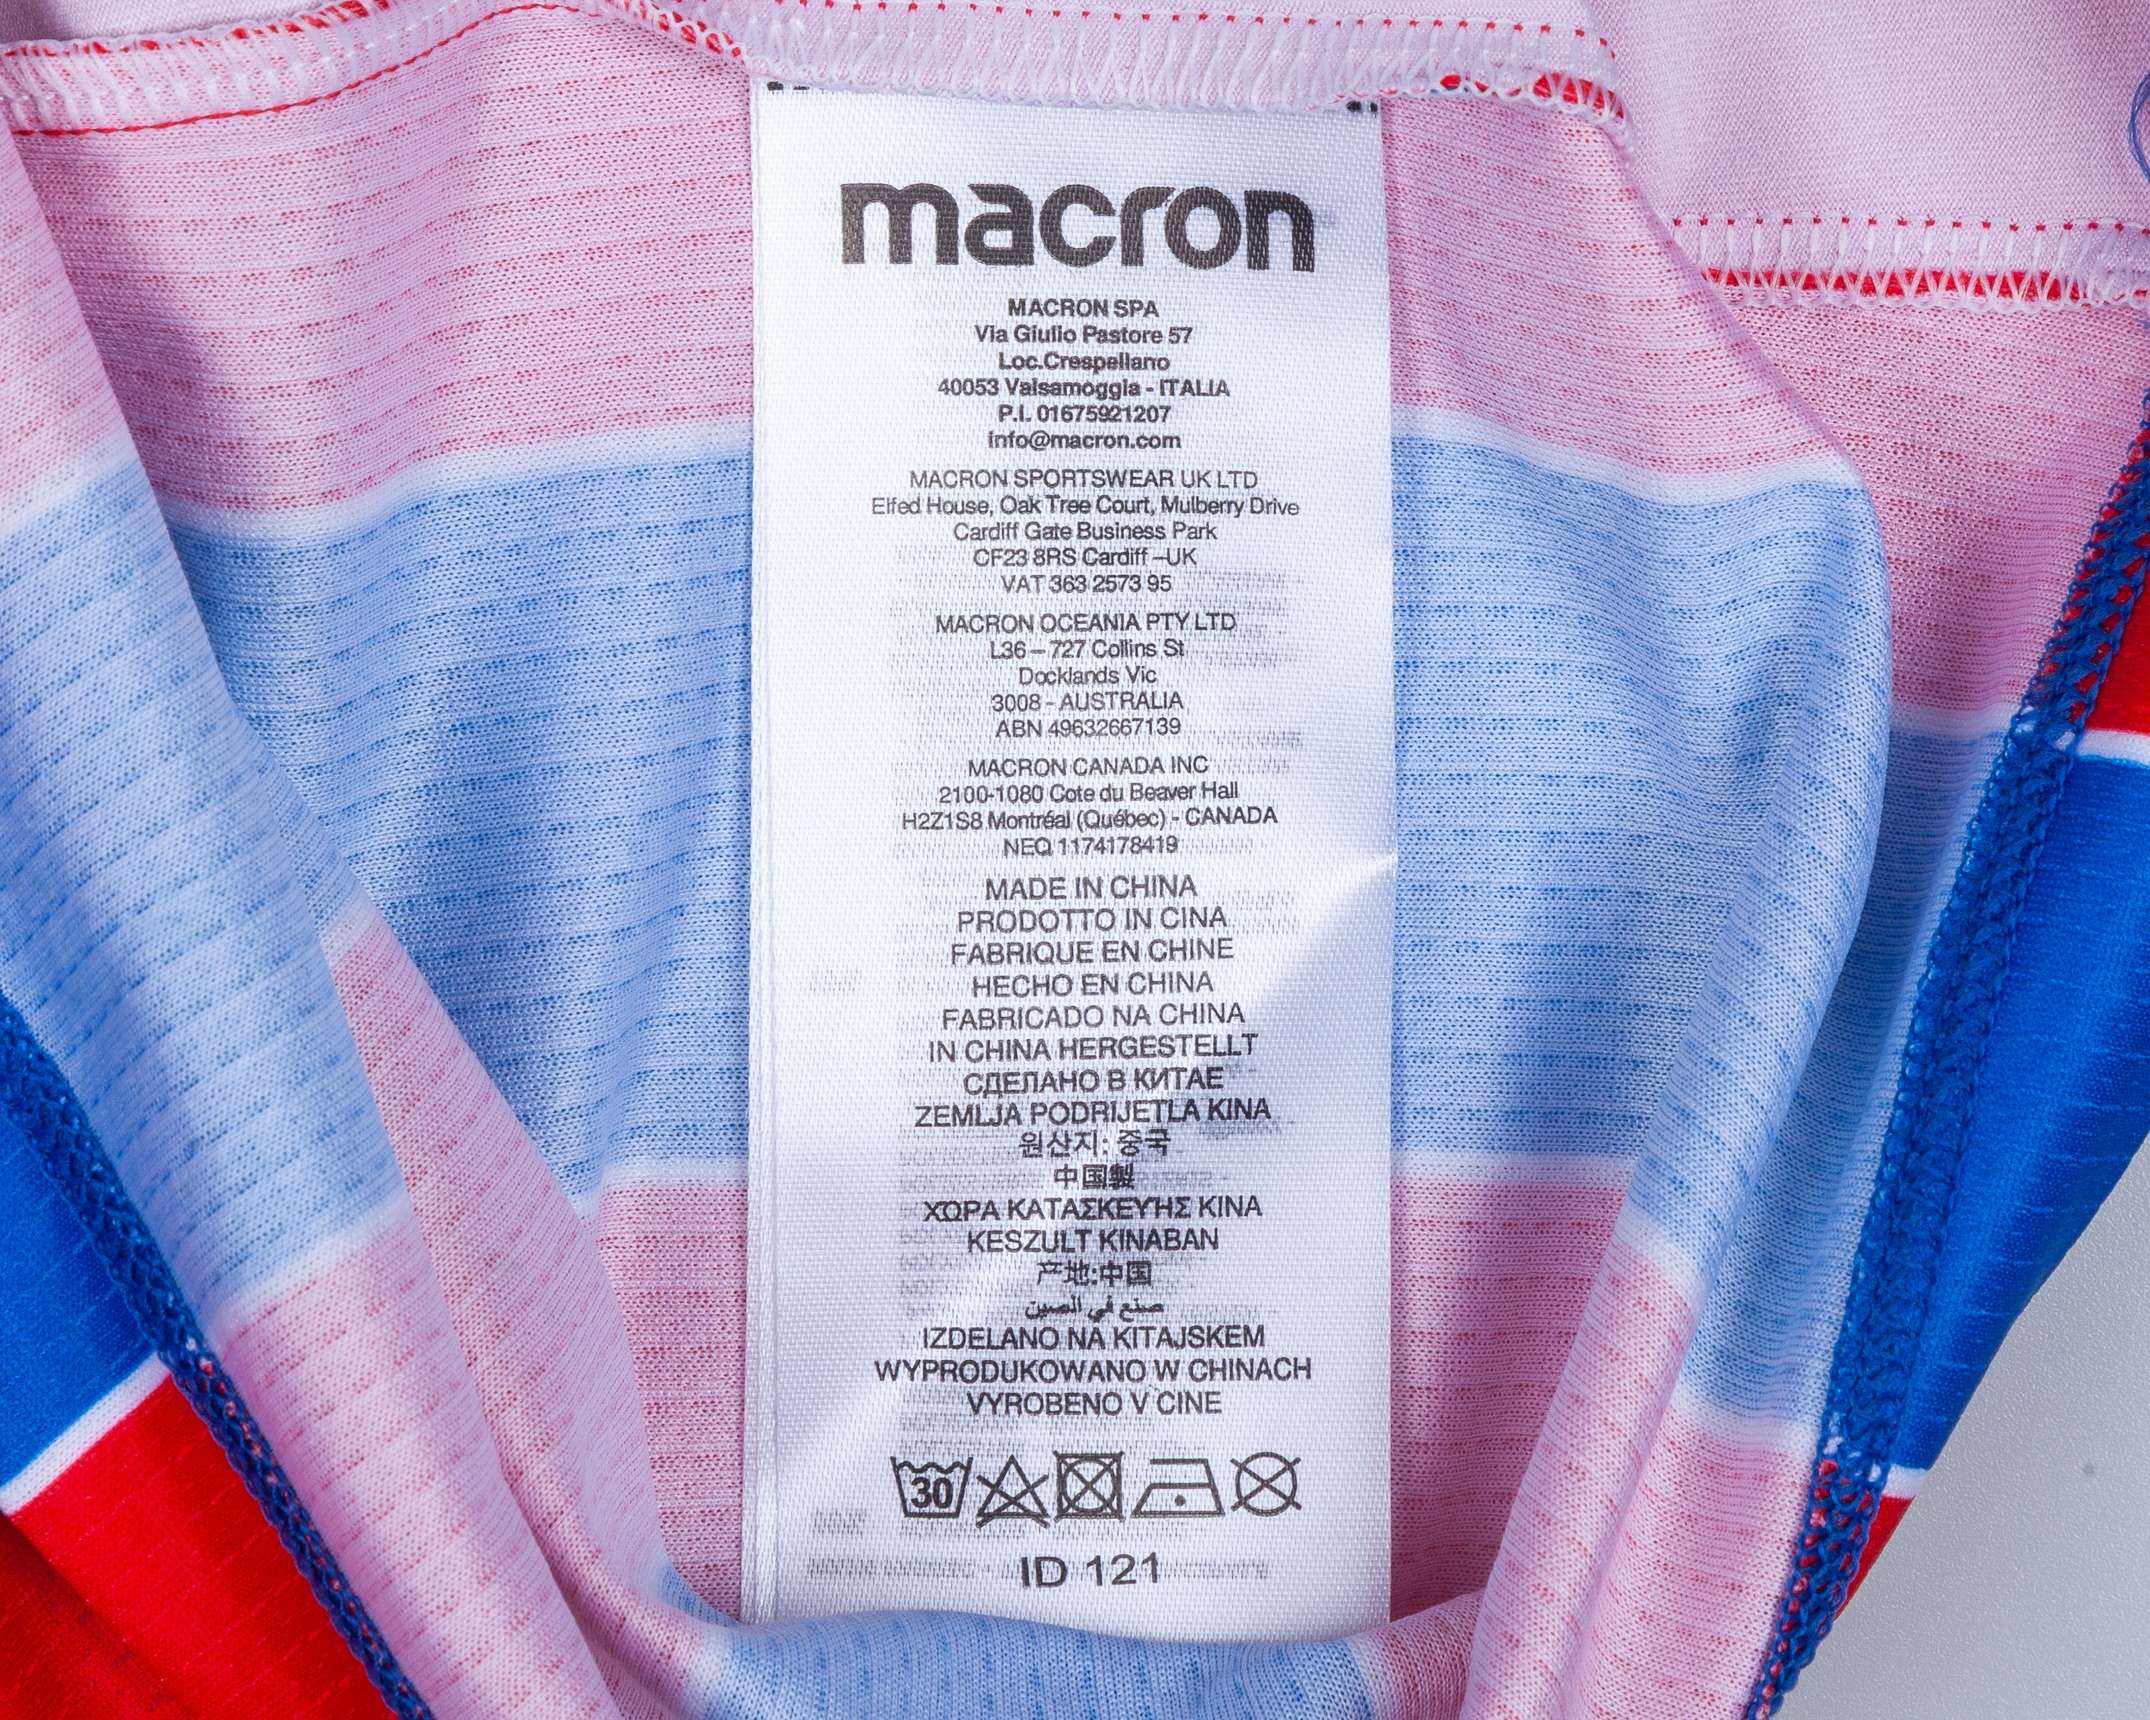 macron
MACRON SPA
Via Giulio Pastore 57
Loc.Crespellano
40053 Valsamoggia - ITALIA
P.I. 01675921207
info@macron.com
MACRON SPORTSWEAR UK LTD
Elfed House, Oak Tree Court, Mulberry Drive
Cardiff Gate Business Park
CF23 8RS Cardiff –UK
VAT 363 2573 95
MACRON OCEANIA PTY LTD
L36 – 727 Collins St
Docklands Vic
3008 - AUSTRALIA
ABN 49632667139
MACRON CANADA INC
2100-1080 Cote du Beaver Hall
H2Z1S8 Montréal (Québec) - CANADA
NEQ 1174178419
MADE IN CHINA
PRODOTTO IN CINA
FABRIQUE EN CHINE
HECHO EN CHINA
FABRICADO NA CHINA
IN CHINA HERGESTELLT
СДЕЛАНО В КИТАЕ
ZEMLJA PODRIJETLA KINA
원산지: 중국
中国製
ΧΩΡΑ ΚΑΤΑΣΚΕΥΗΣ ΚΙΝΑ
KESZULT KINABAN
产地:中国
صنع في الصين
IZDELANO NA KITAJSKEM
WYPRODUKOWANO W CHINACH
VYROBENO V CINE
30
ID 121